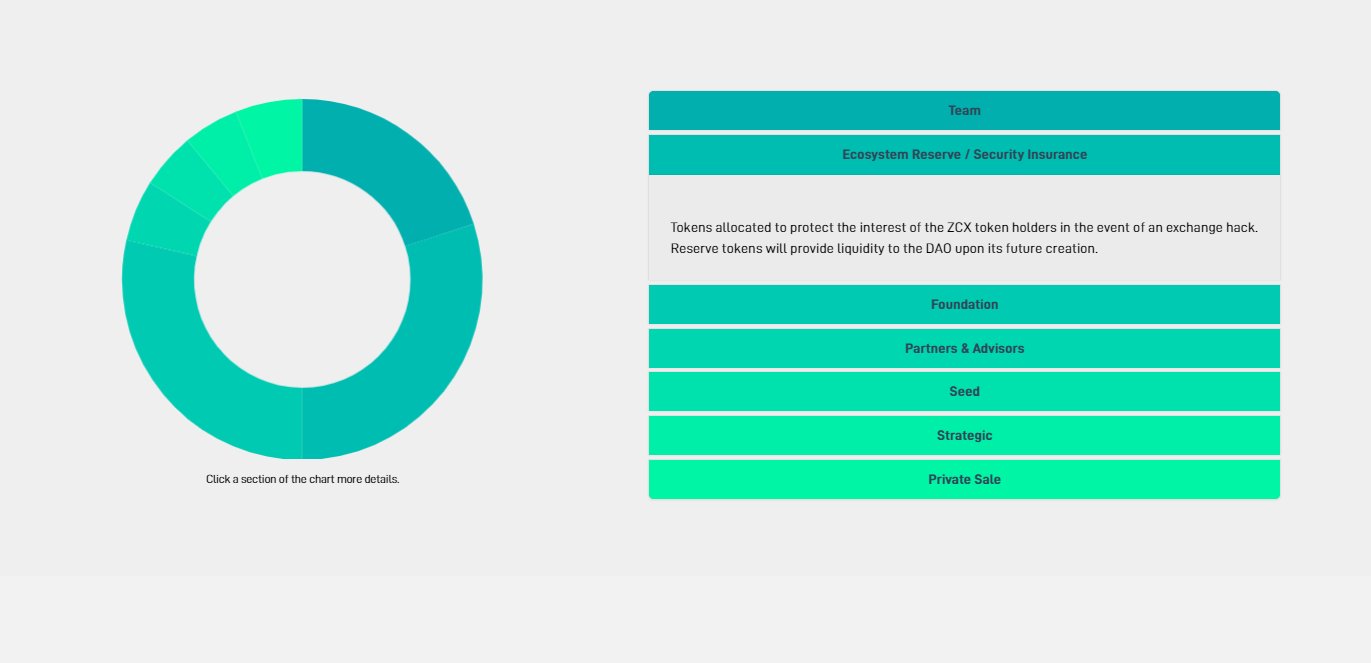 Team
Ecosystem Reserve / Security Insurance
Tokens allocated to protect the interest of the ZCX token holders in the event of an exchange hack.
Reserve tokens will provide liquidity to the DAO upon its future creation.
Foundation
Partners & Advisors
Seed
Strategic
Private Sale
Click a section of the chart more details.